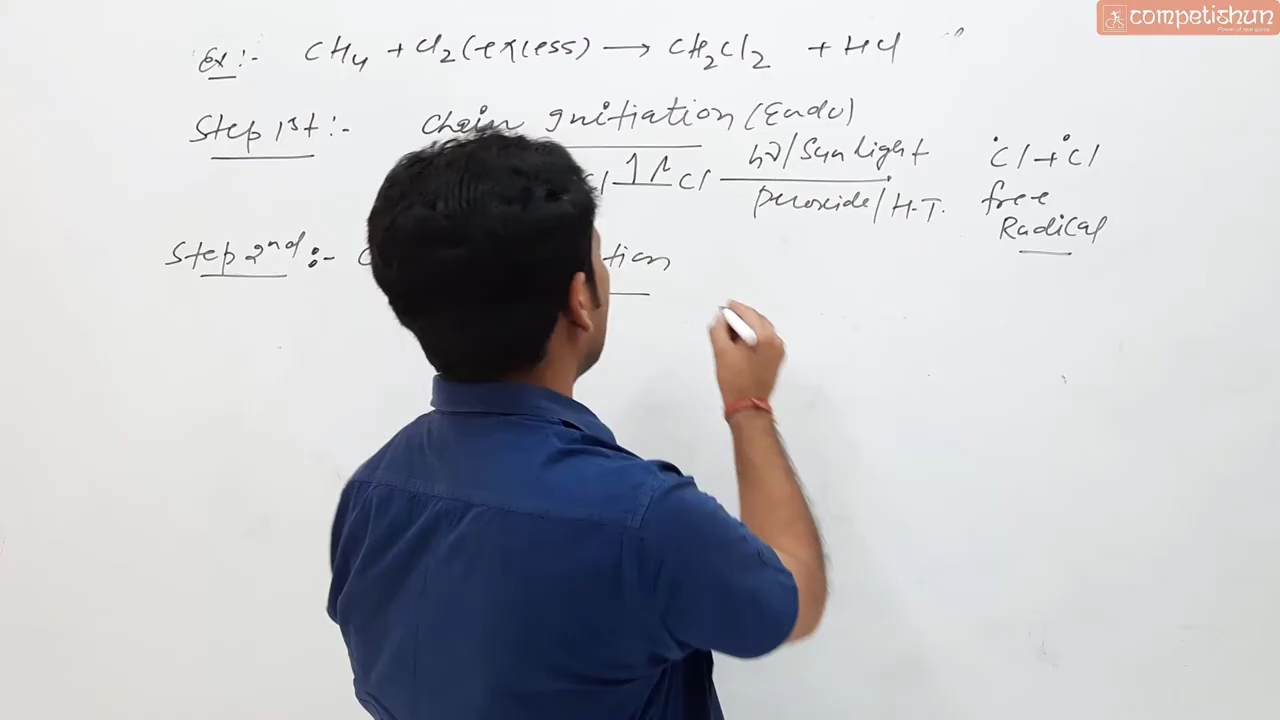 competishun
Ex :- CH4 + Cl2 (excess) → CH2Cl2 + HCl
Step 1st :- Chain Initiation (Endo)
Cl — Cl hν/Sunlight ˙Cl + ˙Cl
peroxide/H.T. free
Radical
Step 2nd :-